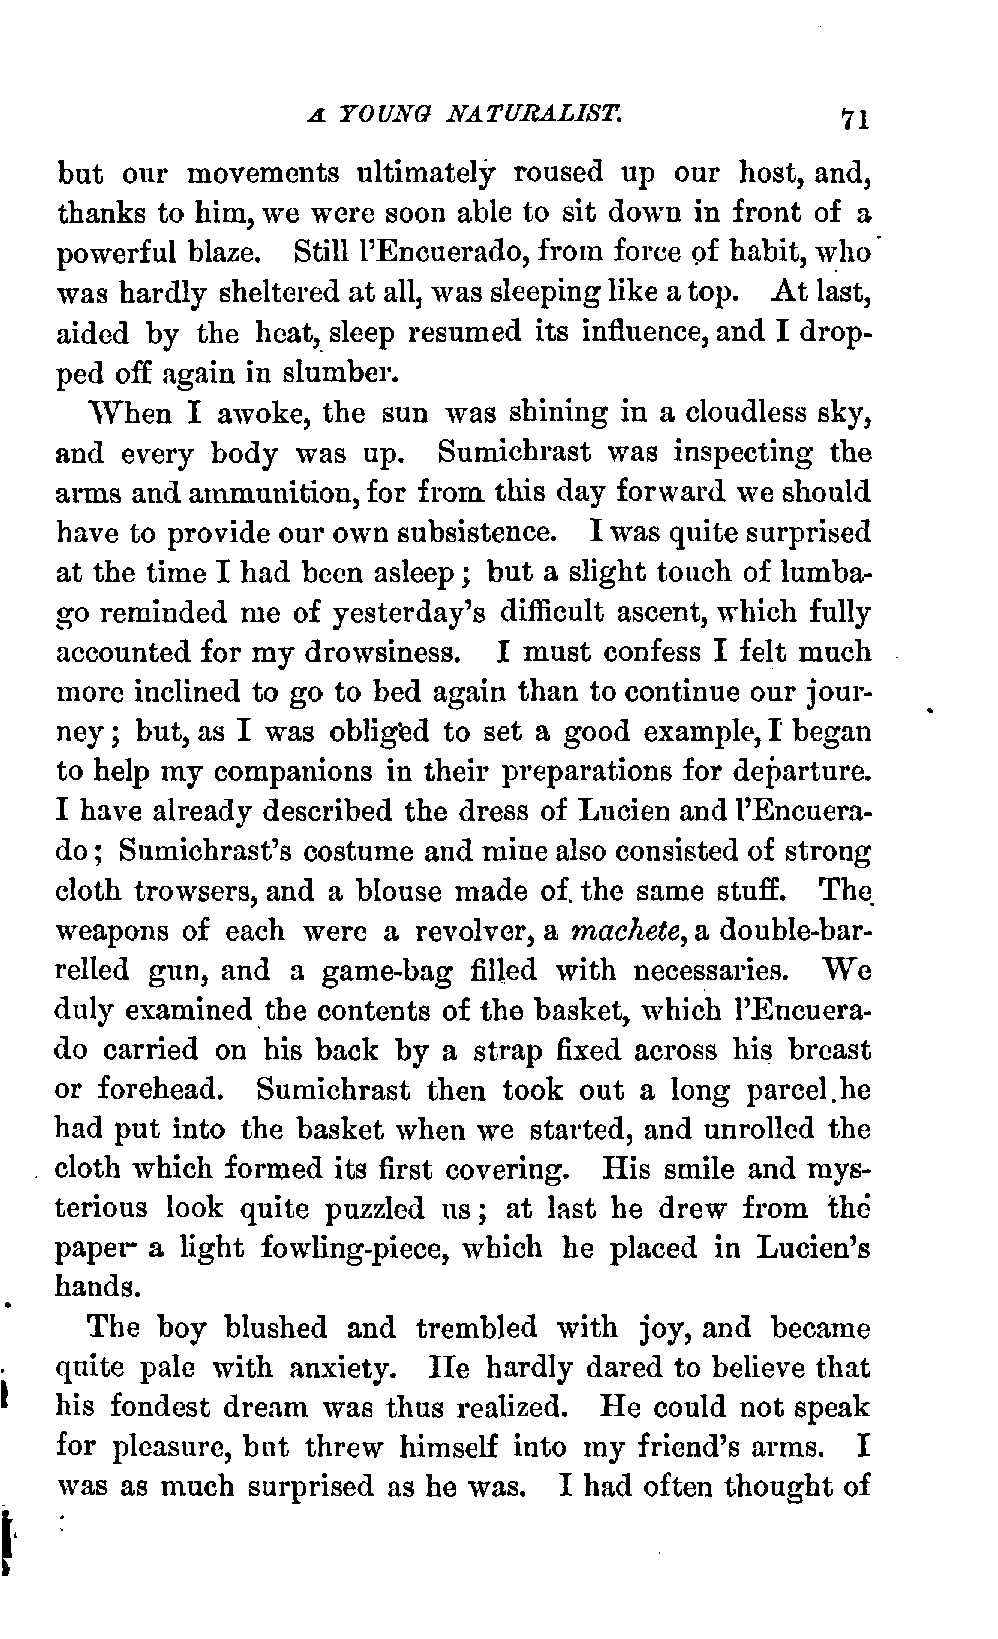 A YOUNG NATURALIST. 71
but our movements ultimately roused up our host, and,
thanks to him, we were soon able to sit down in front of a
powerful blaze. Still l'Encuerado, from force of habit, who
was hardly sheltered at all, was sleeping like a top. At last,
aided by the heat, sleep resumed its influence, and I drop-
ped off again in slumber.
When I awoke, the sun was shining in a cloudless sky,
and every body was up. Sumichrast was inspecting the
arms and ammunition, for from this day forward we should
have to provide our own subsistence. I was quite surprised
at the time I had been asleep; but a slight touch of lumba-
go reminded me of yesterday's difficult ascent, which fully
accounted for my drowsiness. I must confess I felt much
more inclined to go to bed again than to continue our jour-
ney; but, as I was obliged to set a good example, I began
to help my companions in their preparations for departure.
I have already described the dress of Lucien and l'Encuera-
do; Sumichrast's costume and mine also consisted of strong
cloth trowsers, and a blouse made of the same stuff. The
weapons of each were a revolver, a machete, a double-bar-
relled gun, and a game-bag filled with necessaries. We
duly examined the contents of the basket, which l'Encuera-
do carried on his back by a strap fixed across his breast
or forehead. Sumichrast then took out a long parcel he
had put into the basket when we started, and unrolled the
cloth which formed its first covering. His smile and mys-
terious look quite puzzled us; at last he drew from the
paper a light fowling-piece, which he placed in Lucien's
hands.
The boy blushed and trembled with joy, and became
quite pale with anxiety. He hardly dared to believe that
his fondest dream was thus realized. He could not speak
for pleasure, but threw himself into my friend's arms. I
was as much surprised as he was. I had often thought of